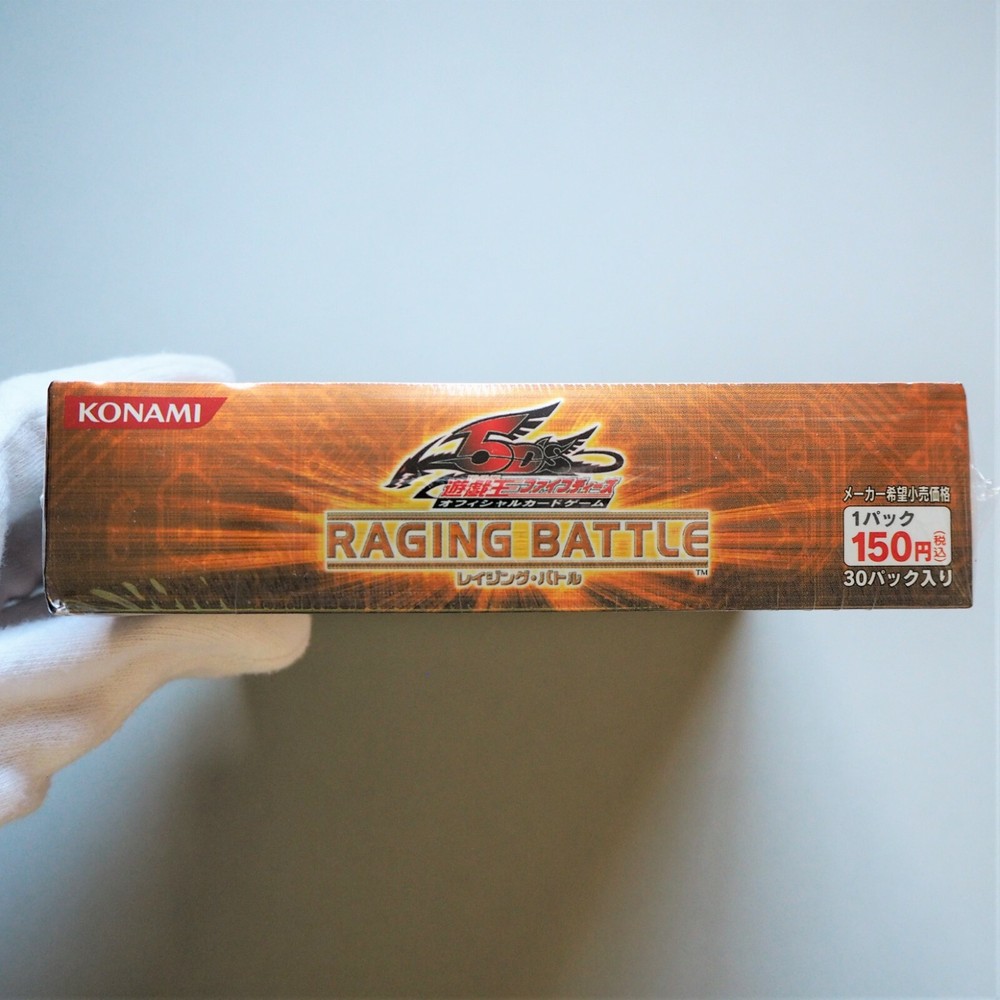 KONAMI
5D's
遊戯王ファイブディーズ
オフィシャルカードゲーム
RAGING BATTLE
TM
レイジング・バトル
メーカー希望小売価格
1パック
150円(税込)
30パック入り